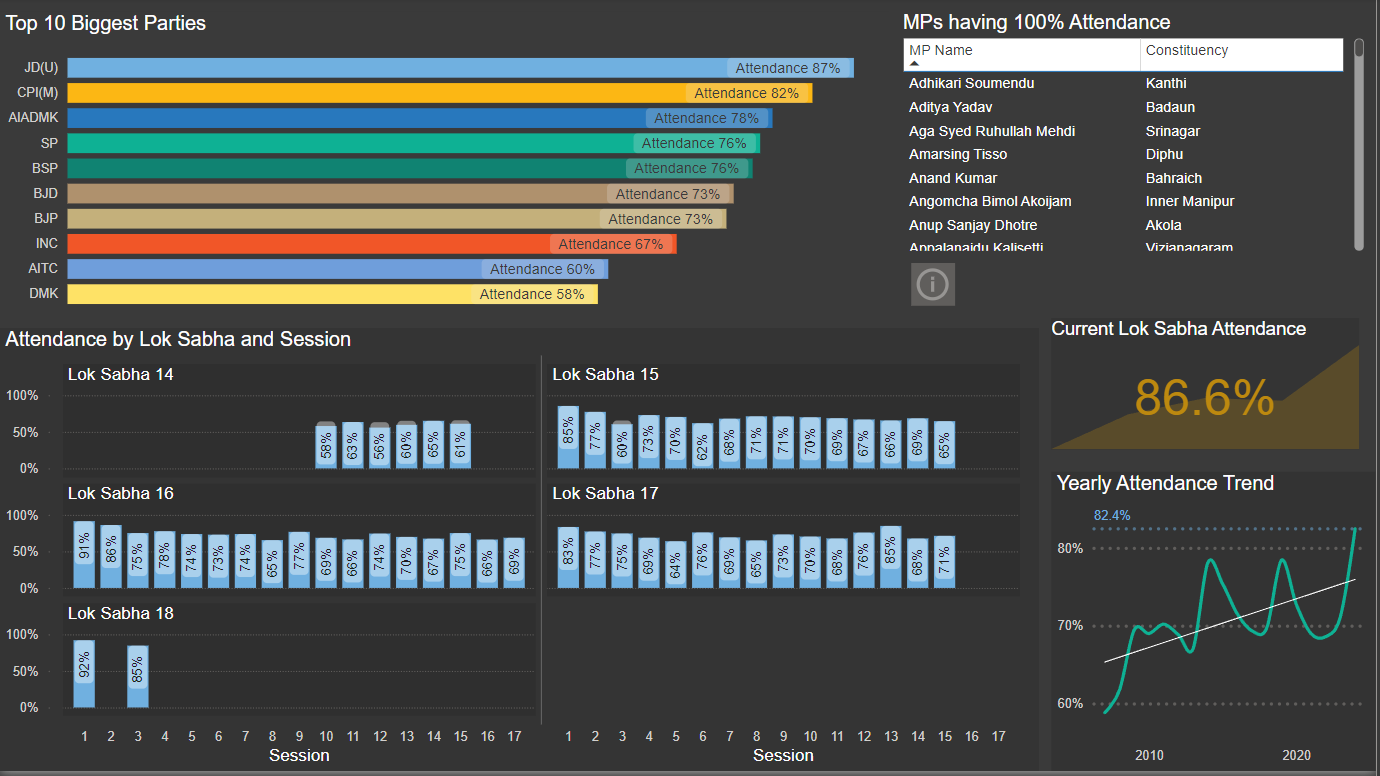 Top 10 Biggest Parties
JD(U) Attendance 87%
CPI(M) Attendance 82%
AIADMK Attendance 78%
SP Attendance 76%
BSP Attendance 76%
BJD Attendance 73%
BJP Attendance 73%
INC Attendance 67%
AITC Attendance 60%
DMK Attendance 58%
MPs having 100% Attendance
MP Name Constituency
Adhikari Soumendu Kanthi
Aditya Yadav Badaun
Aga Syed Ruhullah Mehdi Srinagar
Amarsing Tisso Diphu
Anand Kumar Bahraich
Angomcha Bimol Akoijam Inner Manipur
Anup Sanjay Dhotre Akola
Appalanaidu Kalisetti Vizianagaram
Attendance by Lok Sabha and Session
Lok Sabha 14
100%
50%
0%
58% 63% 56% 60% 65% 61%
Lok Sabha 15
85% 77% 60% 73% 70% 62% 68% 71% 71% 70% 69% 67% 66% 69% 65%
Lok Sabha 16
100%
50%
0%
91% 86% 75% 78% 74% 73% 74% 65% 77% 69% 66% 74% 70% 67% 75% 66% 69%
Lok Sabha 17
83% 77% 75% 69% 64% 76% 69% 65% 73% 70% 68% 76% 85% 68% 71%
Lok Sabha 18
100%
50%
0%
92% 85%
1 2 3 4 5 6 7 8 9 10 11 12 13 14 15 16 17
Session
1 2 3 4 5 6 7 8 9 10 11 12 13 14 15 16 17
Session
Current Lok Sabha Attendance
86.6%
Yearly Attendance Trend
82.4%
80%
70%
60%
2010 2020